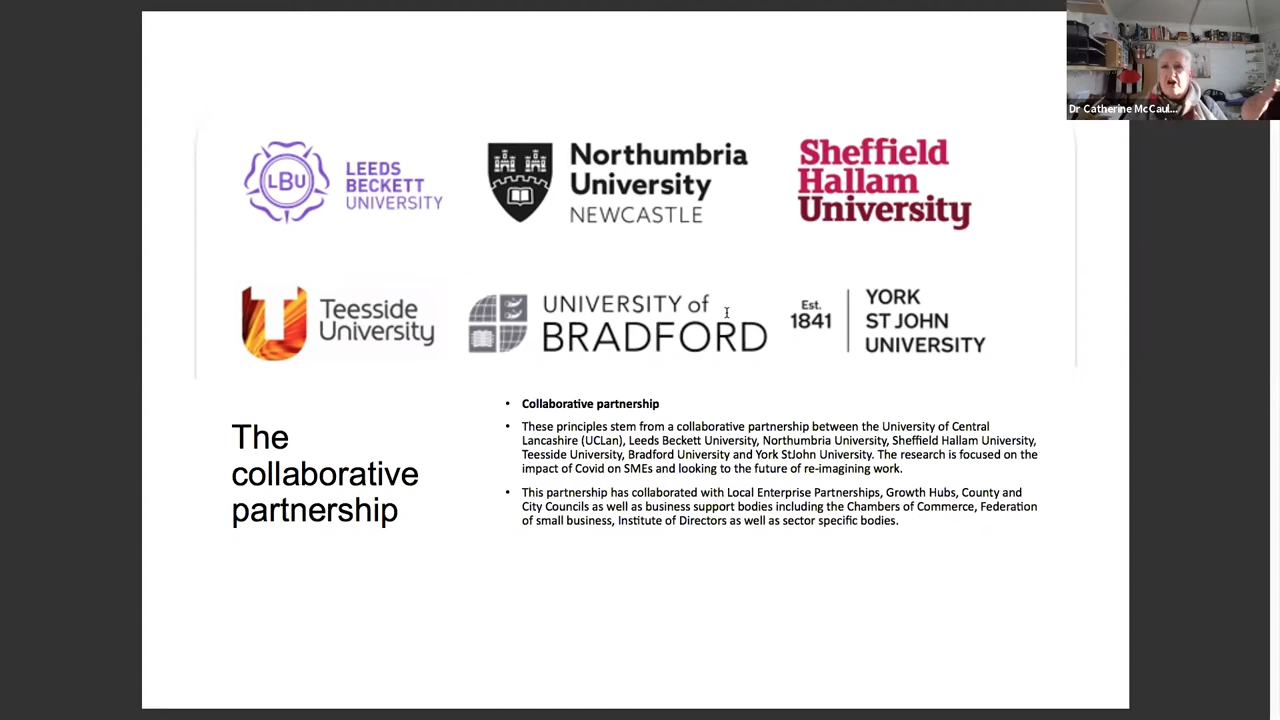 Dr Catherine McCaul...
LBU
LEEDS
BECKETT
UNIVERSITY
Northumbria
University
NEWCASTLE
Sheffield
Hallam
University
Teesside
University
UNIVERSITY of
BRADFORD
Est.
1841
YORK
ST JOHN
UNIVERSITY
The
collaborative
partnership
• Collaborative partnership
• These principles stem from a collaborative partnership between the University of Central
Lancashire (UCLan), Leeds Beckett University, Northumbria University, Sheffield Hallam University,
Teesside University, Bradford University and York StJohn University. The research is focused on the
impact of Covid on SMEs and looking to the future of re-imagining work.
• This partnership has collaborated with Local Enterprise Partnerships, Growth Hubs, County and
City Councils as well as business support bodies including the Chambers of Commerce, Federation
of small business, Institute of Directors as well as sector specific bodies.